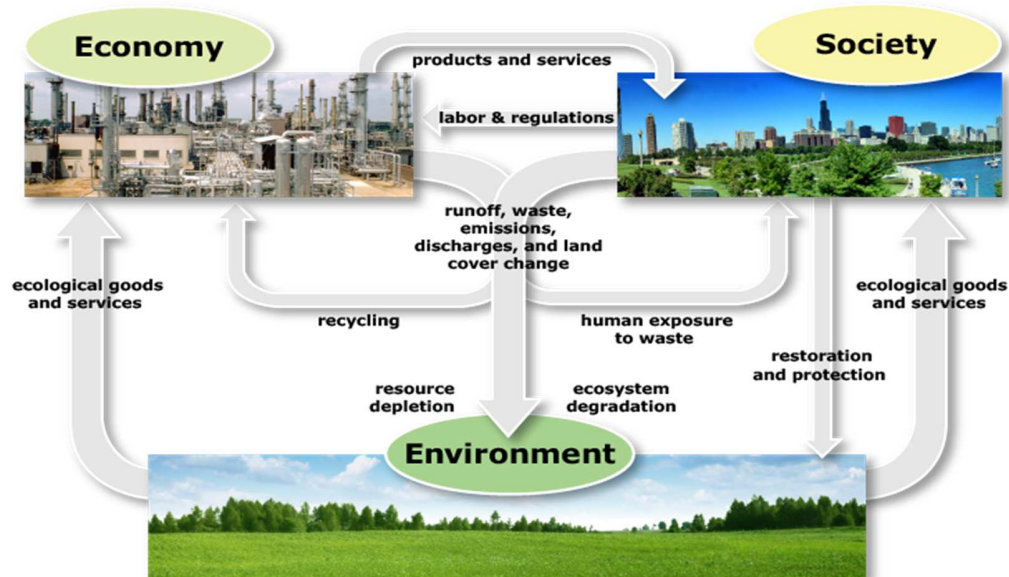 Economy
Society
products and services
labor & regulations
runoff, waste,
emissions,
discharges, and land
cover change
ecological goods
and services
ecological goods
and services
recycling
human exposure
to waste
restoration
and protection
resource
depletion
ecosystem
degradation
Environment